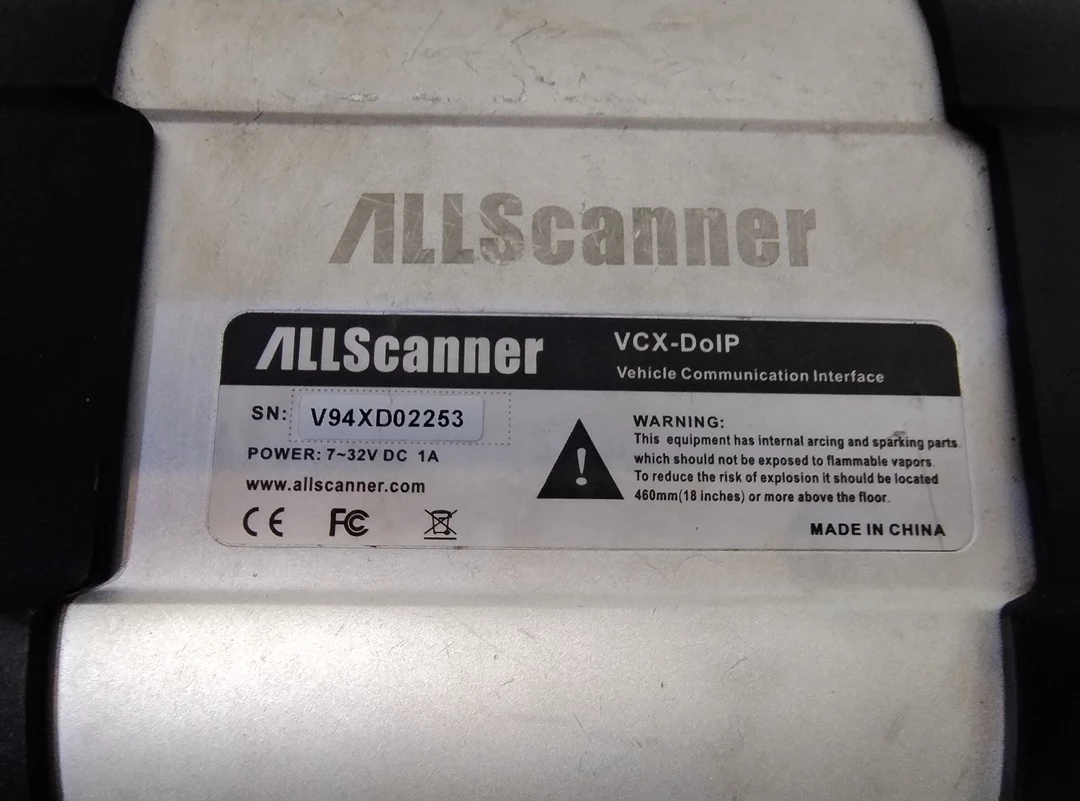 ALLScanner
ALLScanner
VCX-DoIP
Vehicle Communication Interface
SN: V94XD02253
POWER: 7~32V DC 1A
www.allscanner.com
CE FC
WARNING:
This equipment has internal arcing and sparking parts.
which should not be exposed to flammable vapors.
To reduce the risk of explosion it should be located
460mm(18 inches) or more above the floor.
MADE IN CHINA